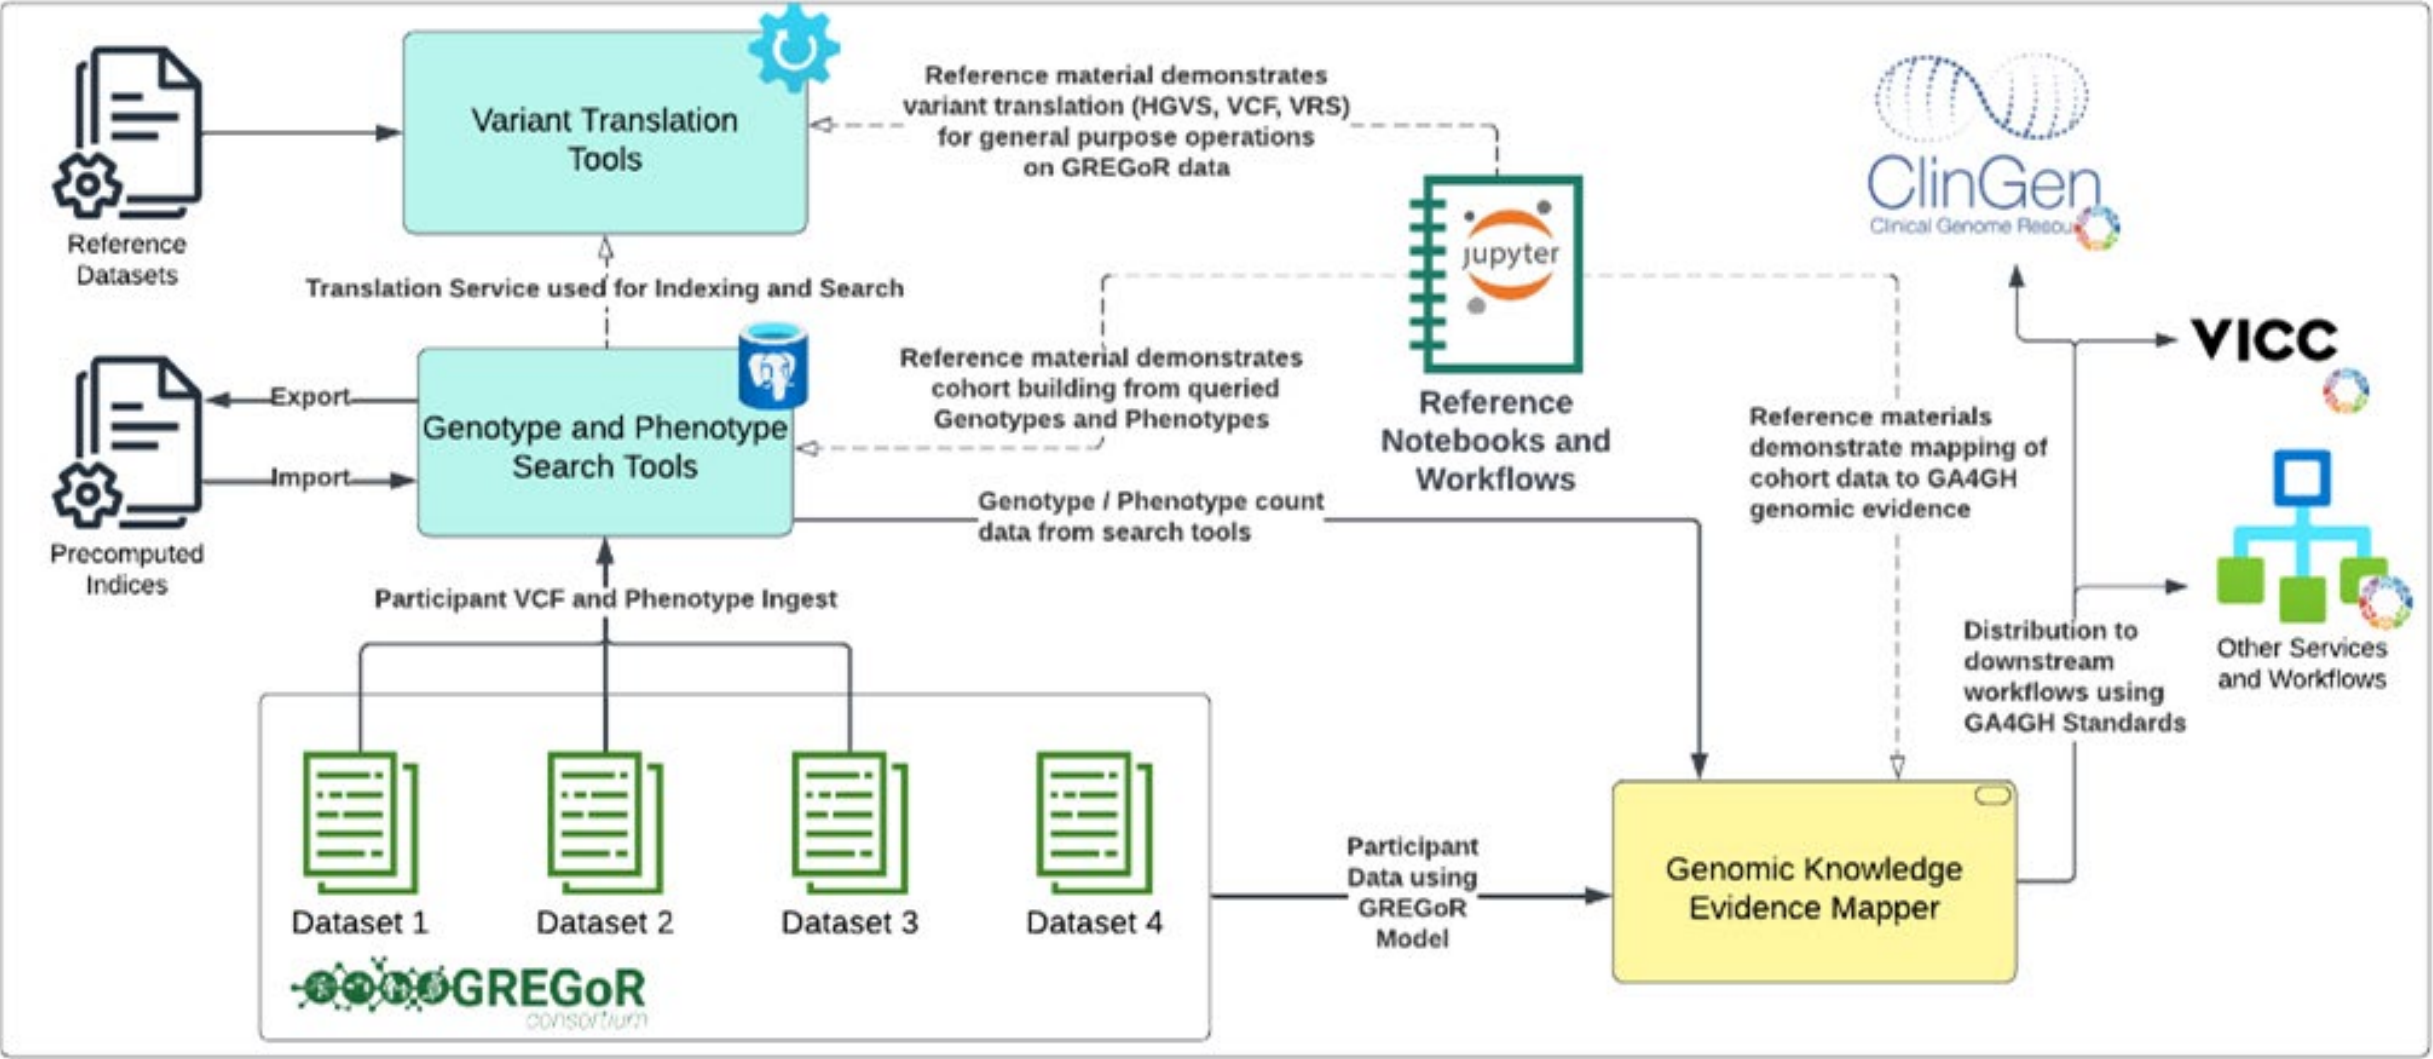 Reference
Datasets
Variant Translation
Tools
Reference material demonstrates
variant translation (HGVS, VCF, VRS)
for general purpose operations
on GREGoR data
Translation Service used for Indexing and Search
Precomputed
Indices
Export
Import
Genotype and Phenotype
Search Tools
Reference material demonstrates
cohort building from queried
Genotypes and Phenotypes
jupyter
Reference
Notebooks and
Workflows
Genotype / Phenotype count
data from search tools
Reference materials
demonstrate mapping of
cohort data to GA4GH
genomic evidence
ClinGen
Clinical Genome Resou
VICC
Other Services
and Workflows
Distribution to
downstream
workflows using
GA4GH Standards
Participant VCF and Phenotype Ingest
Dataset 1
Dataset 2
Dataset 3
Dataset 4
GREGoR
consortium
Participant
Data using
GREGoR
Model
Genomic Knowledge
Evidence Mapper